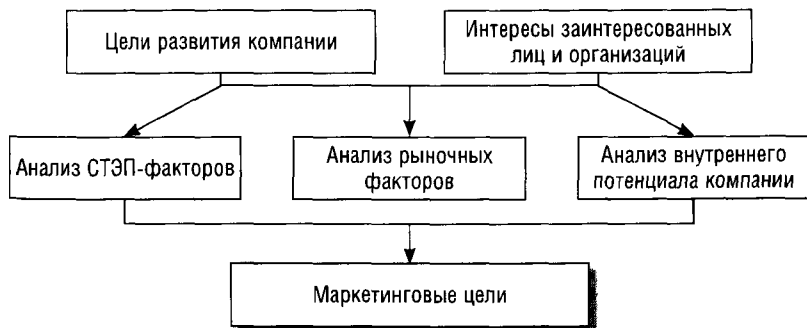 Цели развития компании
Интересы заинтересованных
лиц и организаций
Анализ СТЭП-факторов
Анализ рыночных
факторов
Анализ внутреннего
потенциала компании
Маркетинговые цели